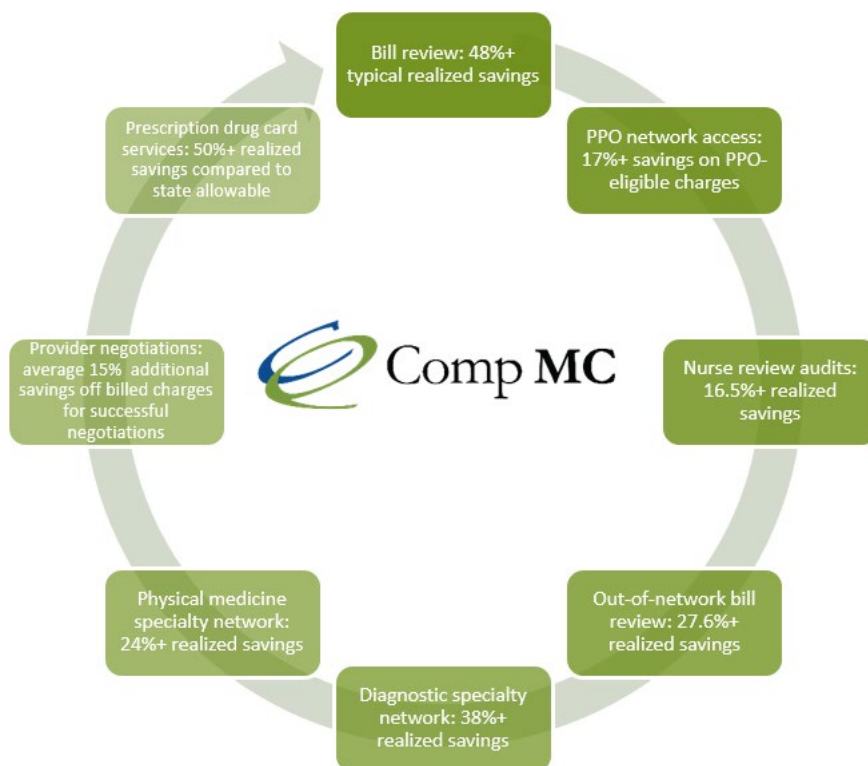 Bill review: 48%+
typical realized savings
PPO network access:
17%+ savings on PPO-
eligible charges
Nurse review audits:
16.5%+ realized
savings
Out-of-network bill
review: 27.6%+
realized savings
Diagnostic specialty
network: 38%+
realized savings
Physical medicine
specialty network:
24%+ realized savings
Provider negotiations:
average 15% additional
savings off billed charges
for successful
negotiations
Prescription drug card
services: 50%+ realized
savings compared to
state allowable
Comp MC